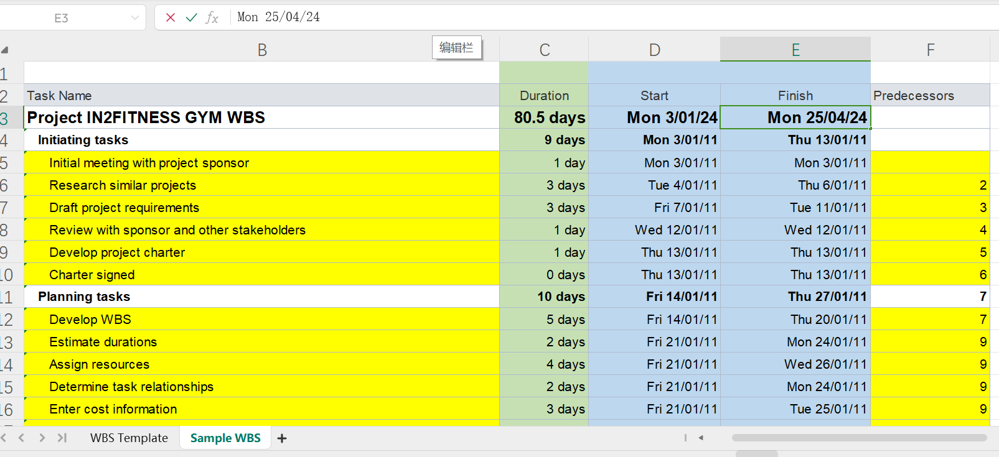 E3 fx Mon 25/04/24
编辑栏
B C D E F
1
2 Task Name Duration Start Finish Predecessors
3 Project IN2FITNESS GYM WBS 80.5 days Mon 3/01/24 Mon 25/04/24
4 Initiating tasks 9 days Mon 3/01/11 Thu 13/01/11
5 Initial meeting with project sponsor 1 day Mon 3/01/11 Mon 3/01/11
6 Research similar projects 3 days Tue 4/01/11 Thu 6/01/11 2
7 Draft project requirements 3 days Fri 7/01/11 Tue 11/01/11 3
8 Review with sponsor and other stakeholders 1 day Wed 12/01/11 Wed 12/01/11 4
9 Develop project charter 1 day Thu 13/01/11 Thu 13/01/11 5
10 Charter signed 0 days Thu 13/01/11 Thu 13/01/11 6
11 Planning tasks 10 days Fri 14/01/11 Thu 27/01/11 7
12 Develop WBS 5 days Fri 14/01/11 Thu 20/01/11 7
13 Estimate durations 2 days Fri 21/01/11 Mon 24/01/11 9
14 Assign resources 4 days Fri 21/01/11 Wed 26/01/11 9
15 Determine task relationships 2 days Fri 21/01/11 Mon 24/01/11 9
16 Enter cost information 3 days Fri 21/01/11 Tue 25/01/11 9
WBS Template Sample WBS +